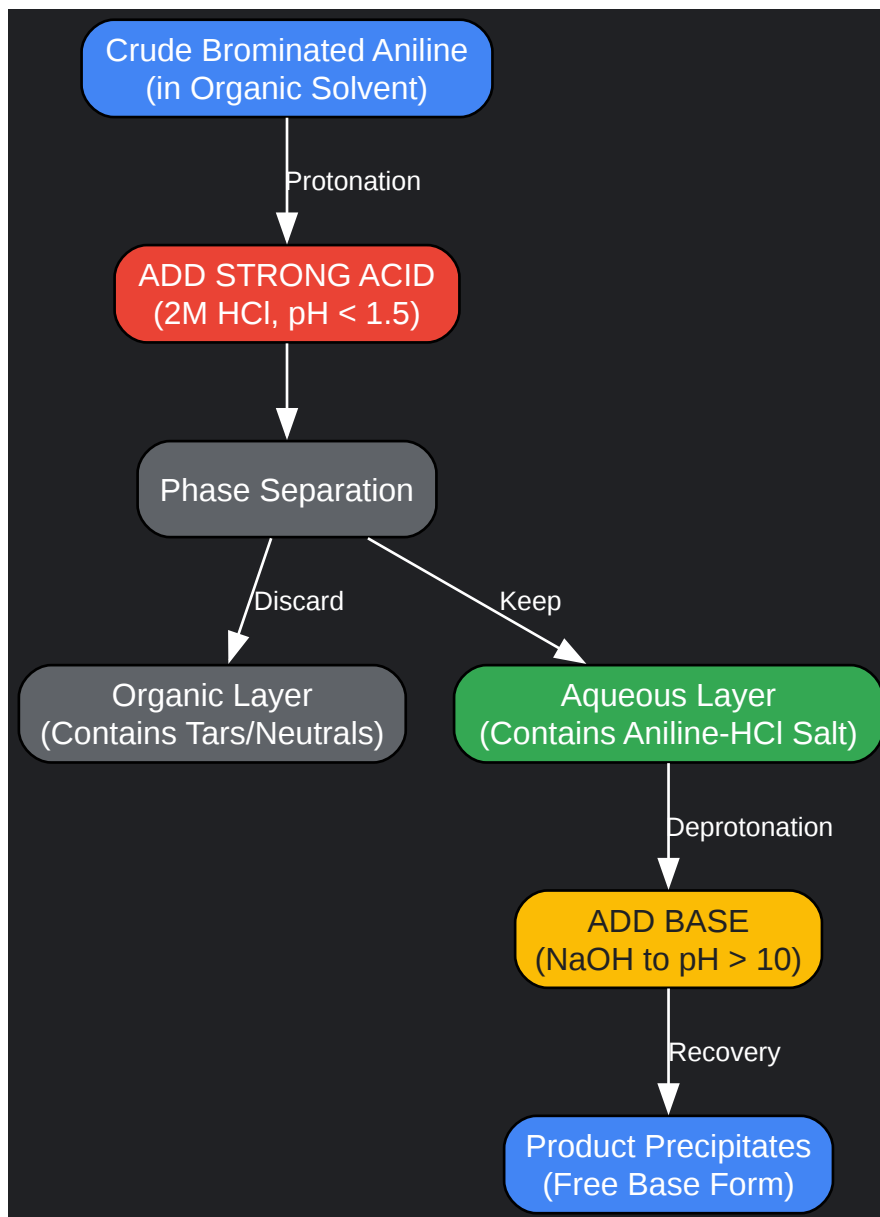 Crude Brominated Aniline
(in Organic Solvent)
Protonation
ADD STRONG ACID
(2M HCl, pH < 1.5)
Phase Separation
Discard
Keep
Organic Layer
(Contains Tars/Neutrals)
Aqueous Layer
(Contains Aniline-HCl Salt)
Deprotonation
ADD BASE
(NaOH to pH > 10)
Recovery
Product Precipitates
(Free Base Form)